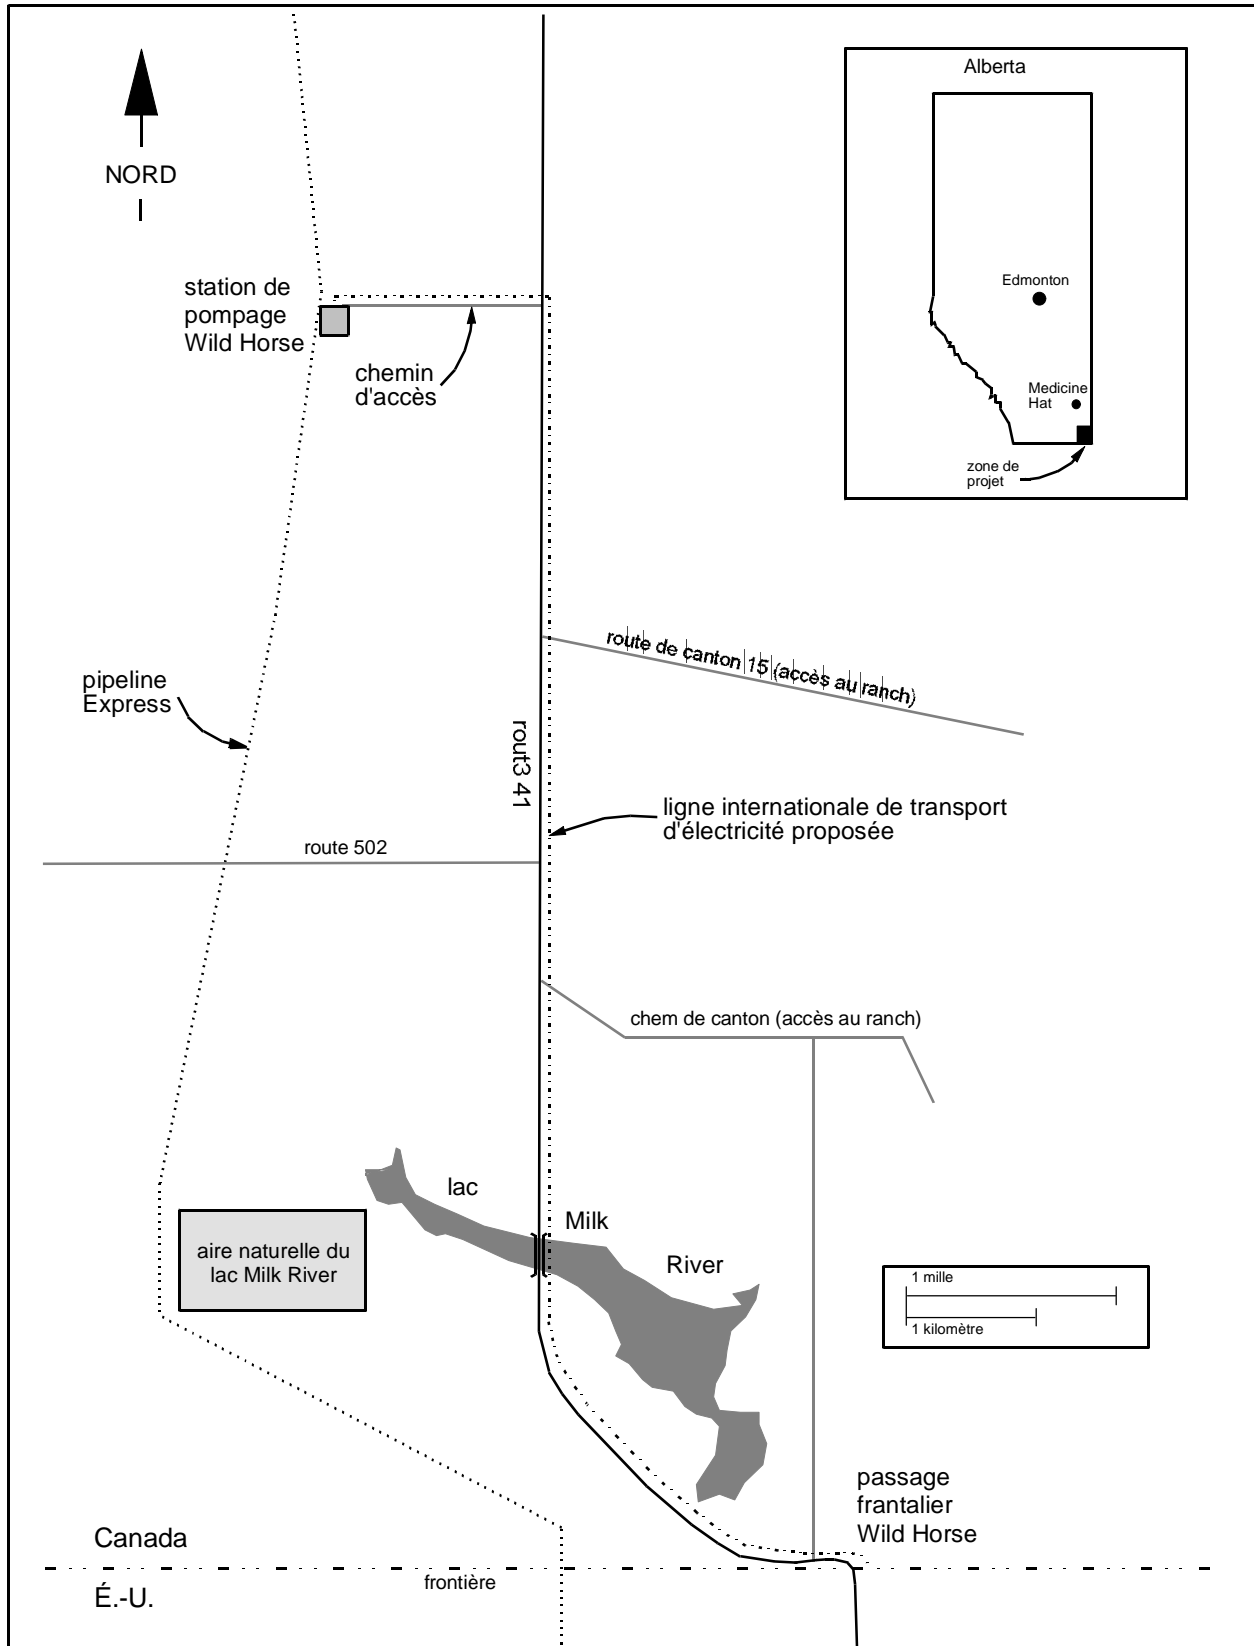 NORD
Alberta
Edmonton
Medicine
Hat
zone de
projet
station de
pompage
Wild Horse
chemin
d'accès
route de canton 15 (accès au ranch)
pipeline
Express
rout3 41
ligne internationale de transport
d'électricité proposée
route 502
chem de canton (accès au ranch)
lac
Milk
River
aire naturelle du
lac Milk River
1 mille
1 kilomètre
passage
frantalier
Wild Horse
Canada
frontière
É.-U.